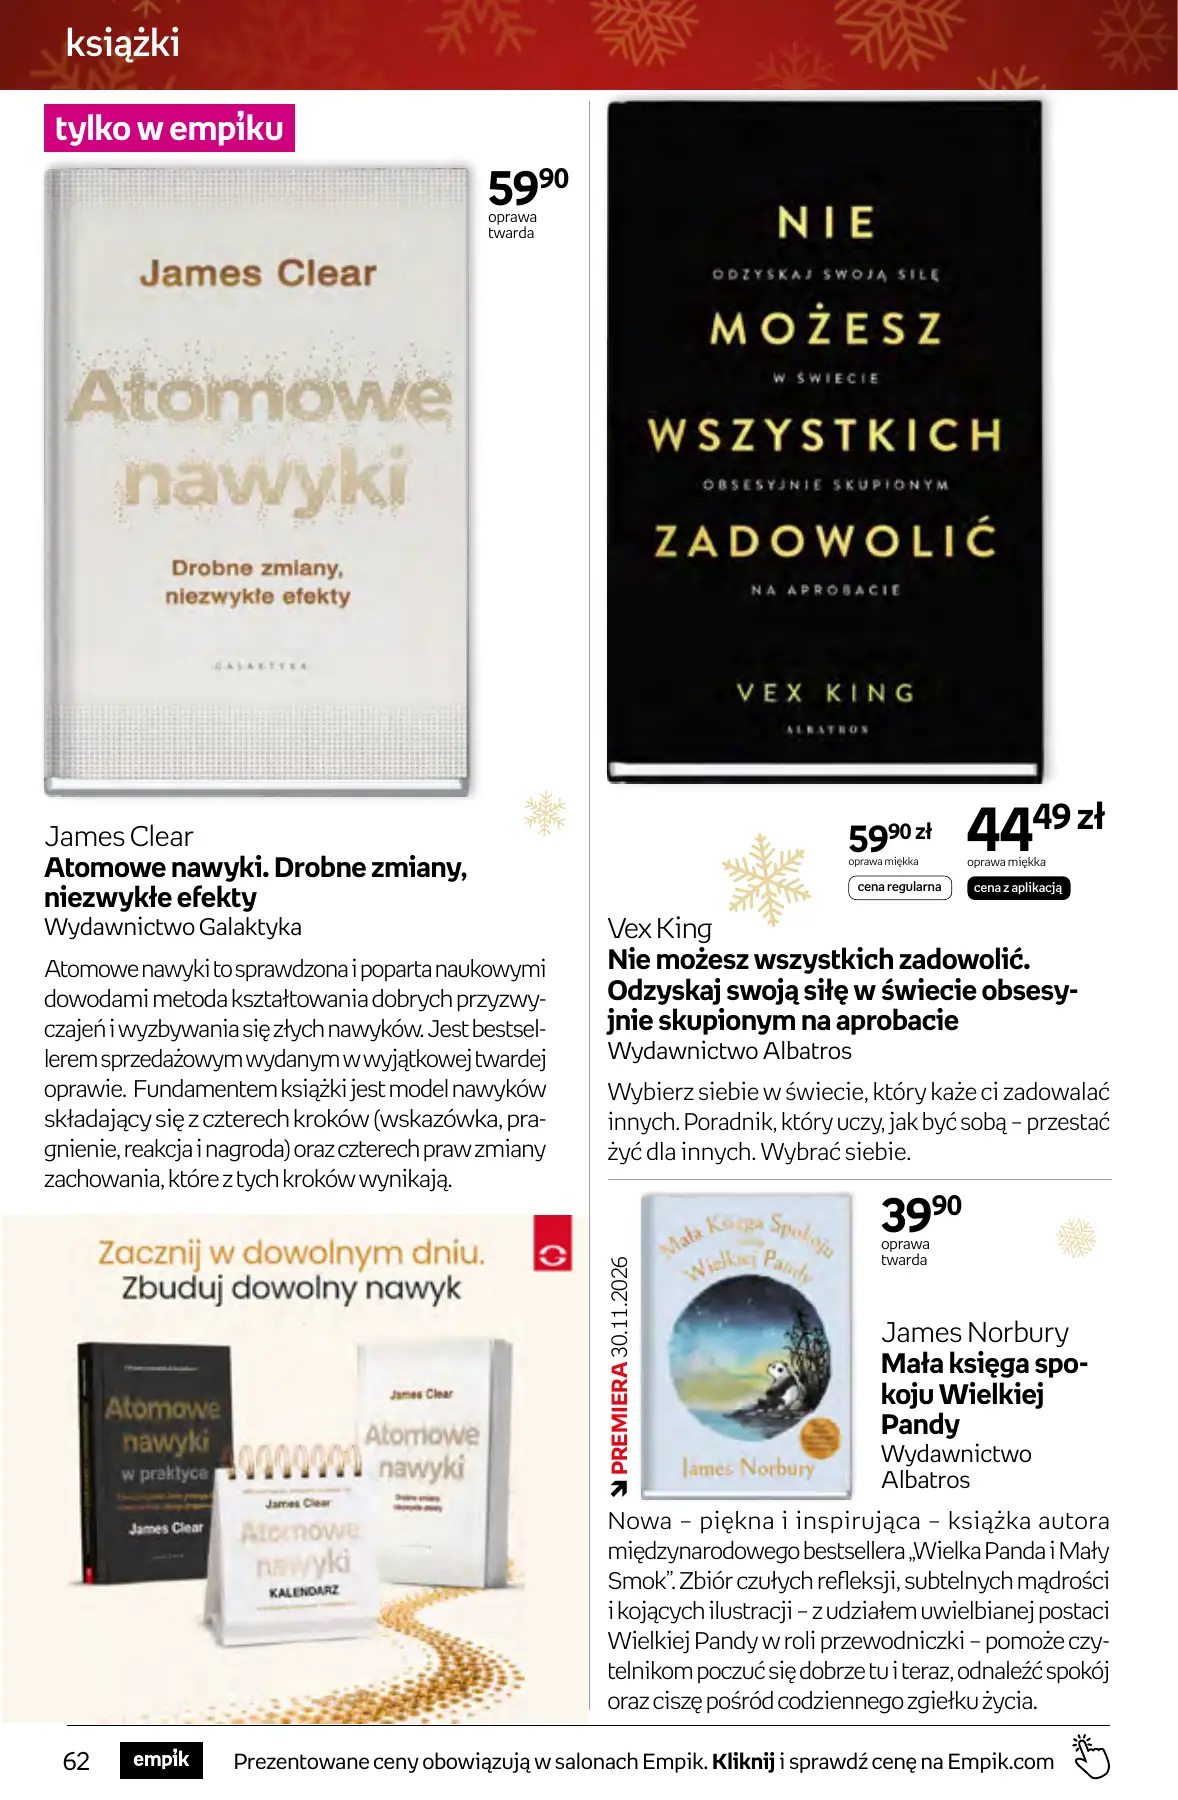 książki
tylko w empiku
James Clear
Atomowe
nawyki
Drobne zmiany,
niezwykłe efekty
GALAKTYKA
59 90
oprawa
twarda
James Clear
Atomowe nawyki. Drobne zmiany,
niezwykłe efekty
Wydawnictwo Galaktyka
Atomowe nawyki to sprawdzona i poparta naukowymi
dowodami metoda kształtowania dobrych przyzwy-
czajeń i wyzbywania się złych nawyków. Jest bestsel-
lerem sprzedażowym wydanym w wyjątkowej twardej
oprawie. Fundamentem książki jest model nawyków
składający się z czterech kroków (wskazówka, pra-
gnienie, reakcja i nagroda) oraz czterech praw zmiany
zachowania, które z tych kroków wynikają.
Zacznij w dowolnym dniu.
Zbuduj dowolny nawyk
Atomowe
nawyki
w praktyce
James Clear
James Clear
Atomowe
nawyki
KALENDARZ
James Clear
Atomowe
nawyki
Drobne zmiany,
niezwykłe efekty
NIE
ODZYSKAJ SWOJĄ SIŁĘ
MOŻESZ
W ŚWIECIE
WSZYSTKICH
OBSESYJNIE SKUPIONYM
ZADOWOLIĆ
NA APROBACIE
VEX KING
ALBATROS
59 90 zł
oprawa miękka
cena regularna
44 49 zł
oprawa miękka
cena z aplikacją
Vex King
Nie możesz wszystkich zadowolić.
Odzyskaj swoją siłę w świecie obsesy-
jnie skupionym na aprobacie
Wydawnictwo Albatros
Wybierz siebie w świecie, który każe ci zadowalać
innych. Poradnik, który uczy, jak być sobą – przestać
żyć dla innych. Wybrać siebie.
PREMIERA 30.11.2026
Mała Księga Spokoju
Wielkiej Pandy
James Norbury
39 90
oprawa
twarda
James Norbury
Mała księga spo-
koju Wielkiej
Pandy
Wydawnictwo
Albatros
Nowa – piękna i inspirująca – książka autora
międzynarodowego bestsellera „Wielka Panda i Mały
Smok”. Zbiór czułych refleksji, subtelnych mądrości
i kojących ilustracji – z udziałem uwielbianej postaci
Wielkiej Pandy w roli przewodniczki – pomoże czy-
telnikom poczuć się dobrze tu i teraz, odnaleźć spokój
oraz ciszę pośród codziennego zgiełku życia.
62
empik
Prezentowane ceny obowiązują w salonach Empik. Kliknij i sprawdź cenę na Empik.com